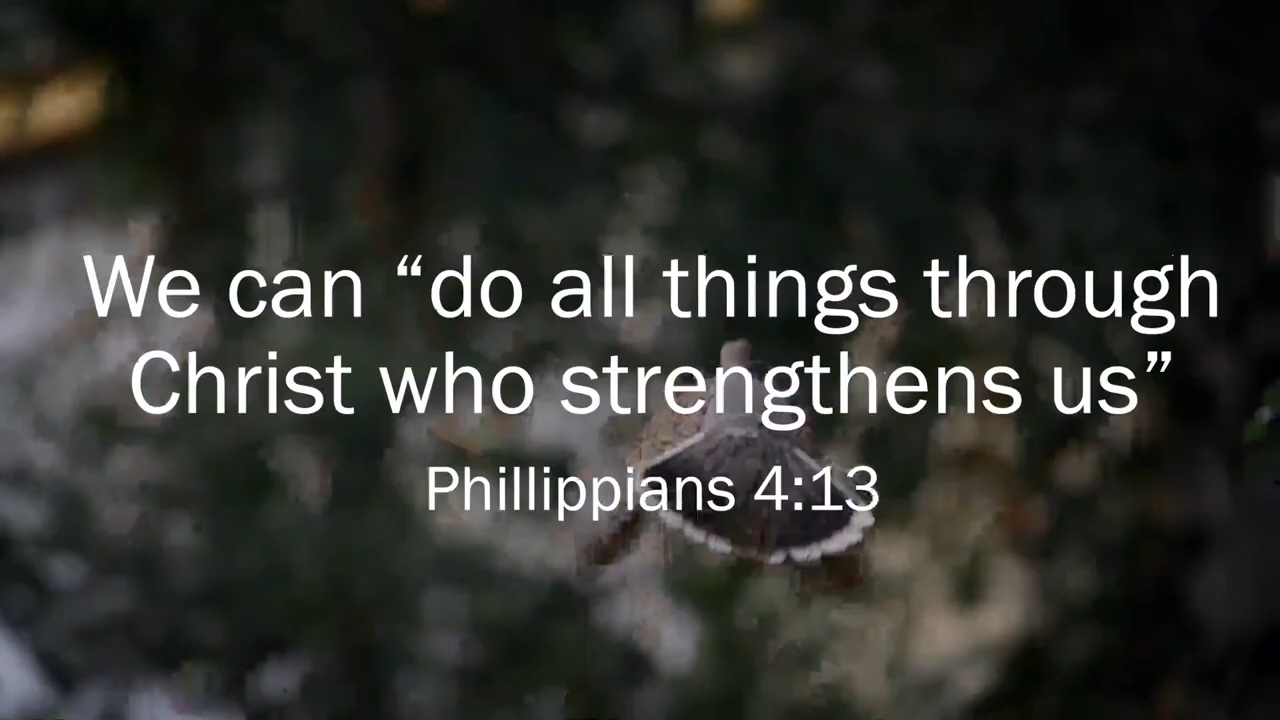 We can “do all things through
Christ who strengthens us”
Phillippians 4:13